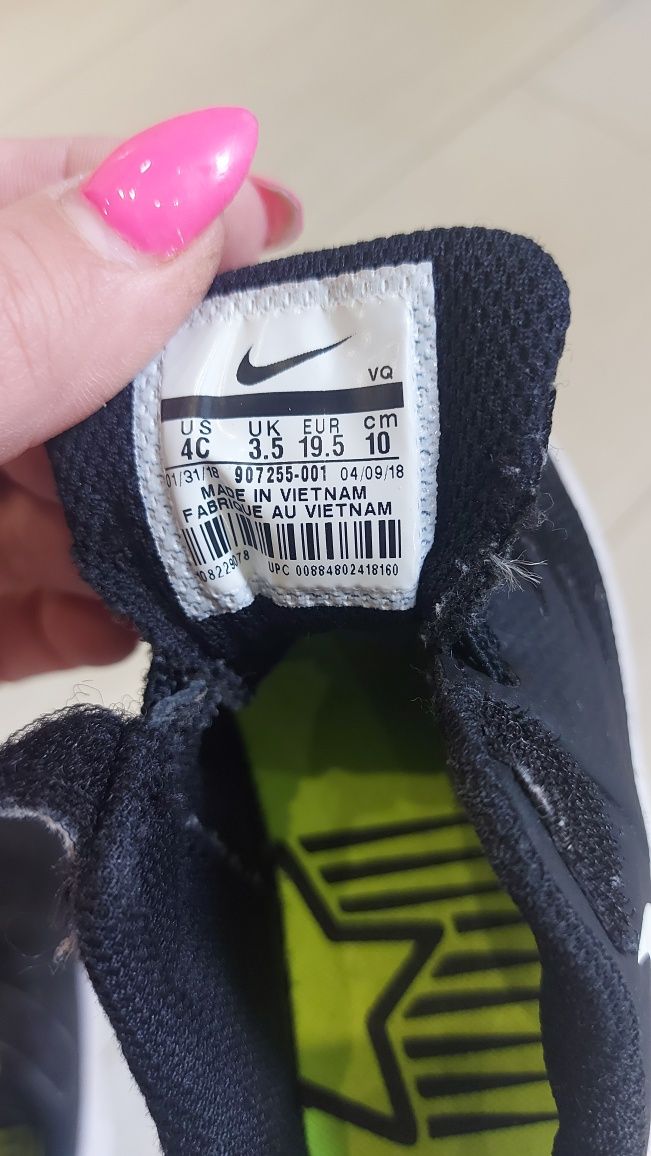 VQ
US UK EUR cm
4C 3.5 19.5 10
01/31/18 907255-001 04/09/18
MADE IN VIETNAM
FABRIQUE AU VIETNAM
UPC 00884802418160